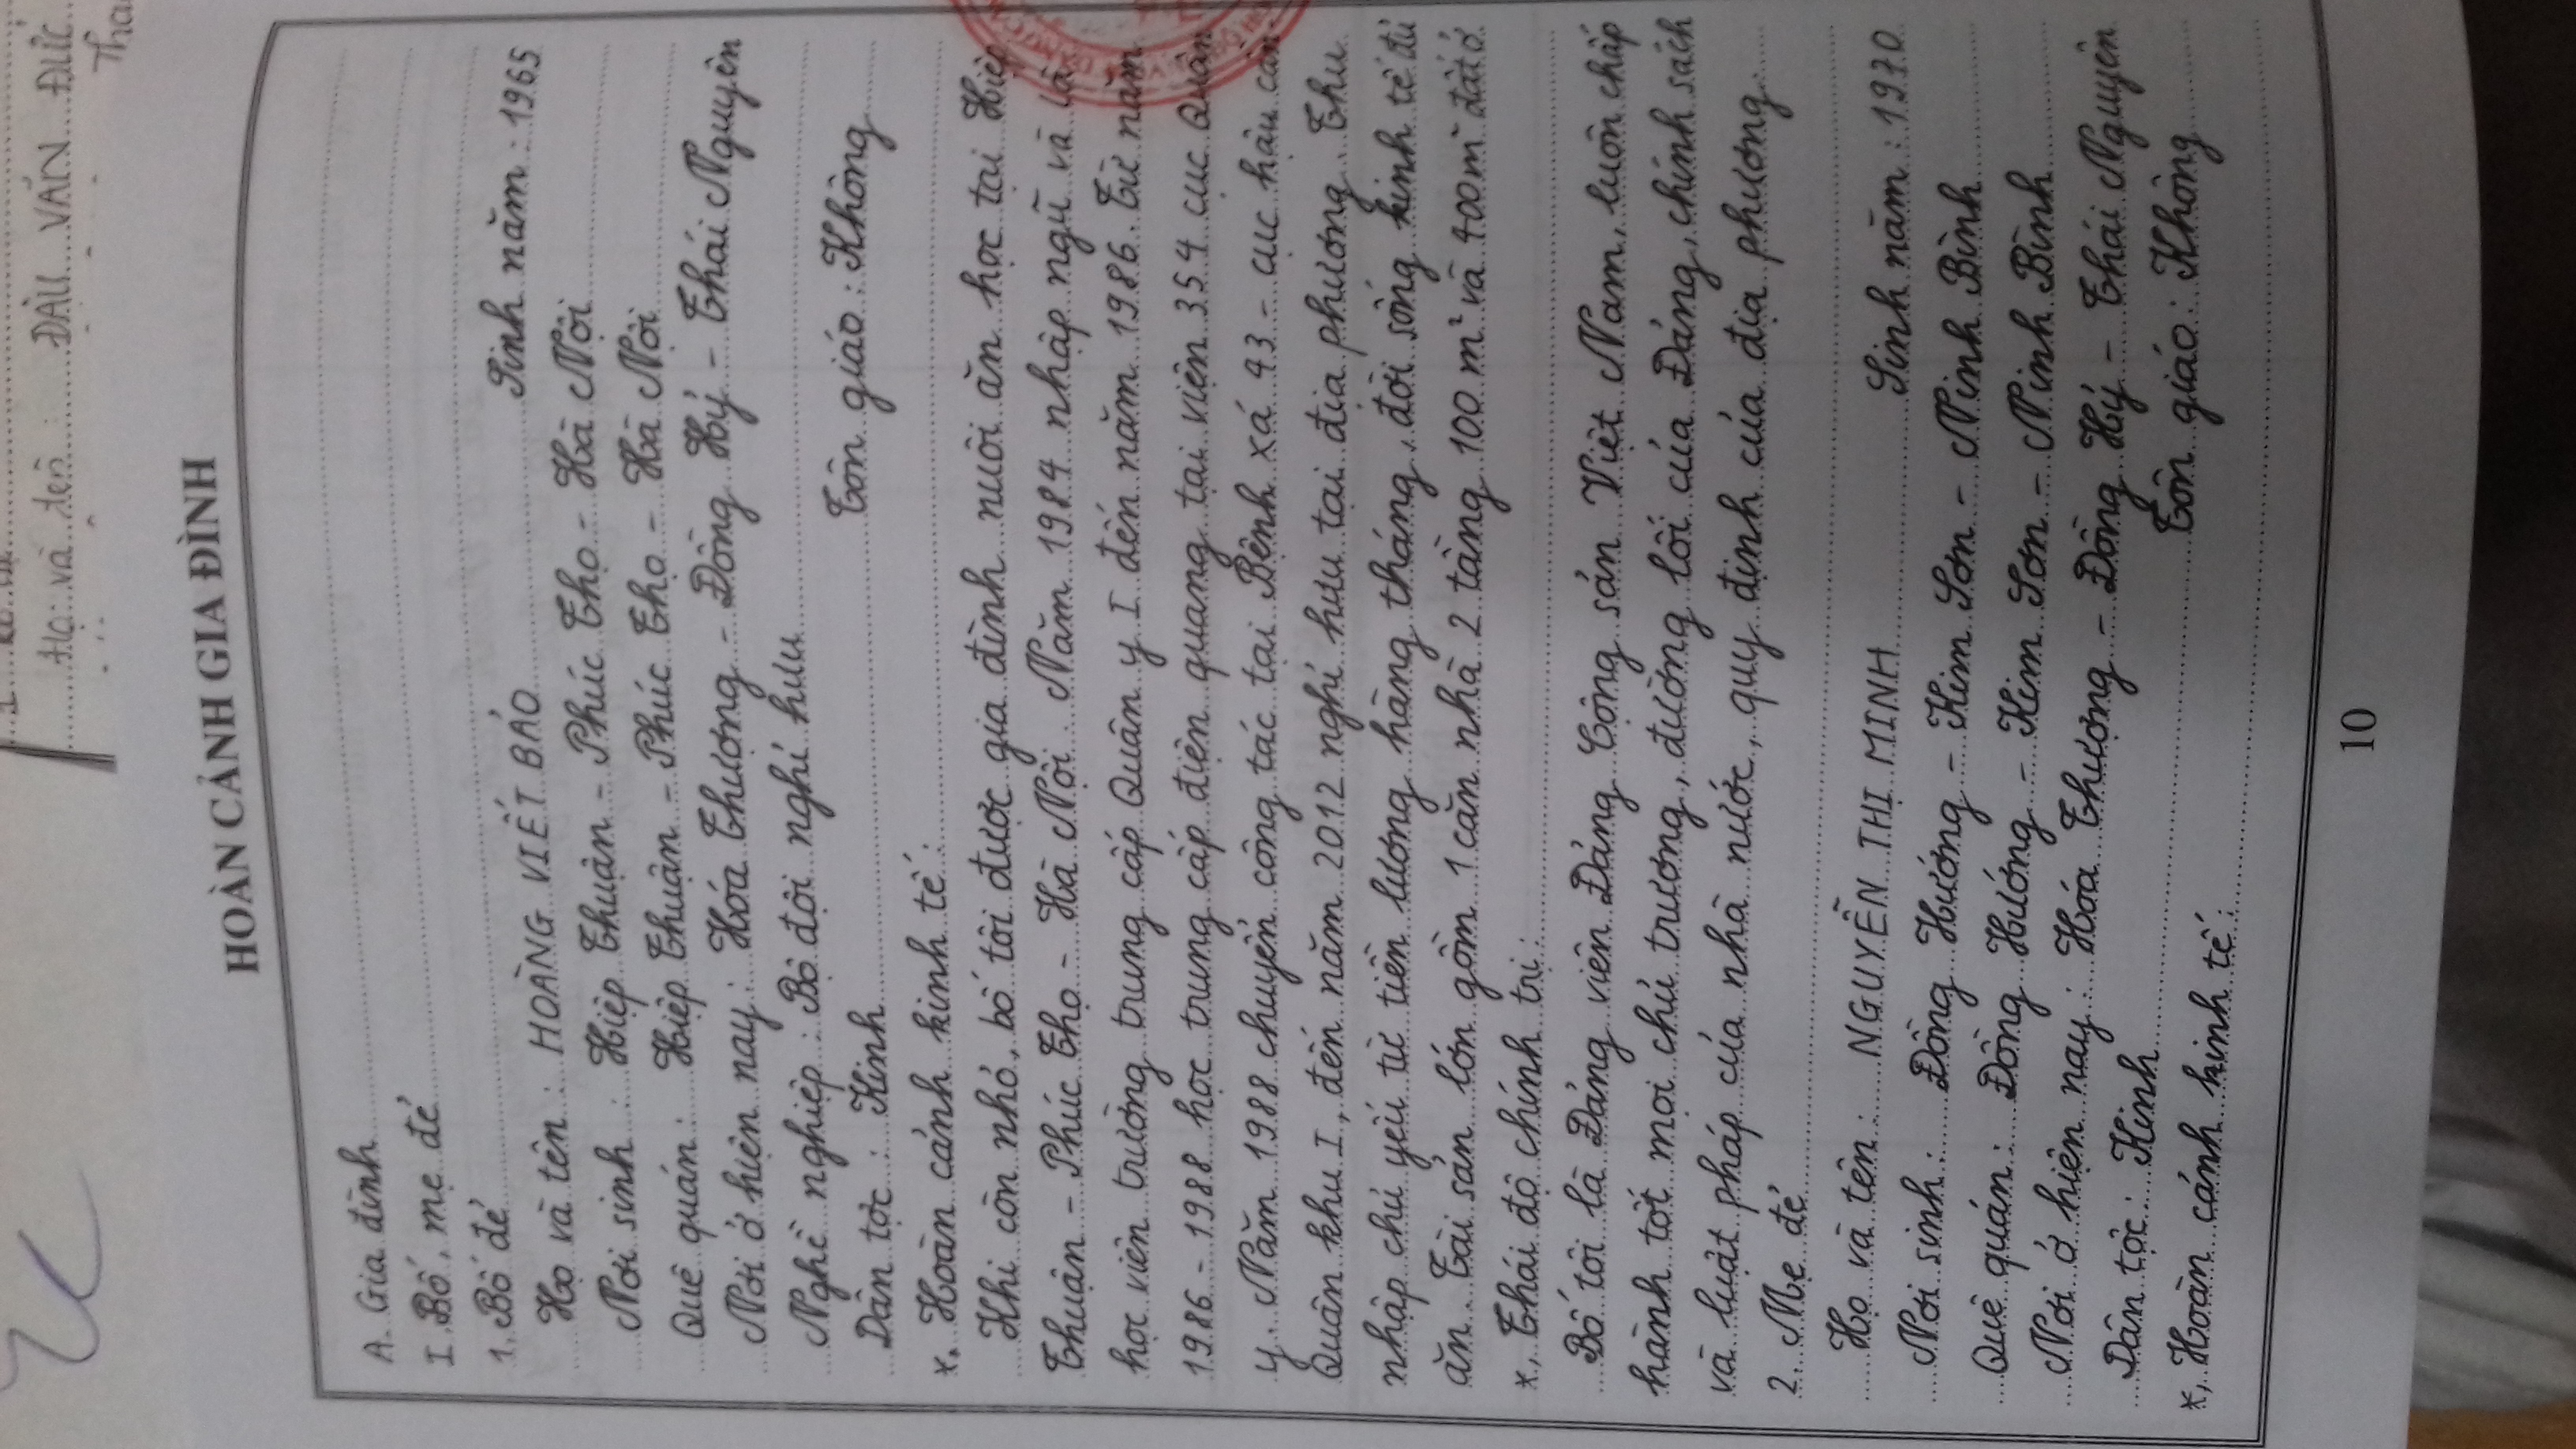 Họ và tên : ĐẬU VĂN ĐỨC
HOÀN CẢNH GIA ĐÌNH
A. Gia đình
I. Bố, mẹ đẻ
1. Bố đẻ
Họ và tên : HOÀNG VIẾT BẢO Sinh năm : 1965
Nơi sinh : Hiệp Thuận - Phúc Thọ - Hà Nội
Quê quán : Hiệp Thuận - Phúc Thọ - Hà Nội
Nơi ở hiện nay : Hóa Thượng - Đồng Hỷ - Thái Nguyên
Nghề nghiệp : Bộ đội nghỉ hưu
Dân tộc : Kinh Tôn giáo : Không
*. Hoàn cảnh kinh tế :
Khi còn nhỏ, bố tôi được gia đình nuôi ăn học tại Hiệp
Thuận - Phúc Thọ - Hà Nội. Năm 1984 nhập ngũ và là
học viên trường trung cấp Quân y I đến năm 1986. Từ năm
1986 - 1988 học trung cấp điện quang tại viện 354 cục Quân
y. Năm 1988 chuyển công tác tại Bệnh xá 43 - cục hậu cần
Quân khu I, đến năm 2012 nghỉ hưu tại địa phương. Thu
nhập chủ yếu từ tiền lương hàng tháng, đời sống kinh tế đủ
ăn. Tài sản lớn gồm 1 căn nhà 2 tầng 100 m² và 400 m² đất ở
*, Thái độ chính trị :
Bố tôi là Đảng viên Đảng Cộng sản Việt Nam, luôn chấp
hành tốt mọi chủ trương, đường lối của Đảng, chính sách
và luật pháp của nhà nước, quy định của địa phương.
2. Mẹ đẻ
Họ và tên : NGUYỄN THỊ MINH Sinh năm : 1970
Nơi sinh : Đồng Hướng - Kim Sơn - Ninh Bình
Quê quán : Đồng Hướng - Kim Sơn - Ninh Bình
Nơi ở hiện nay : Hóa Thượng - Đồng Hỷ - Thái Nguyên
Dân tộc : Kinh Tôn giáo : Không
*, Hoàn cảnh kinh tế :
10